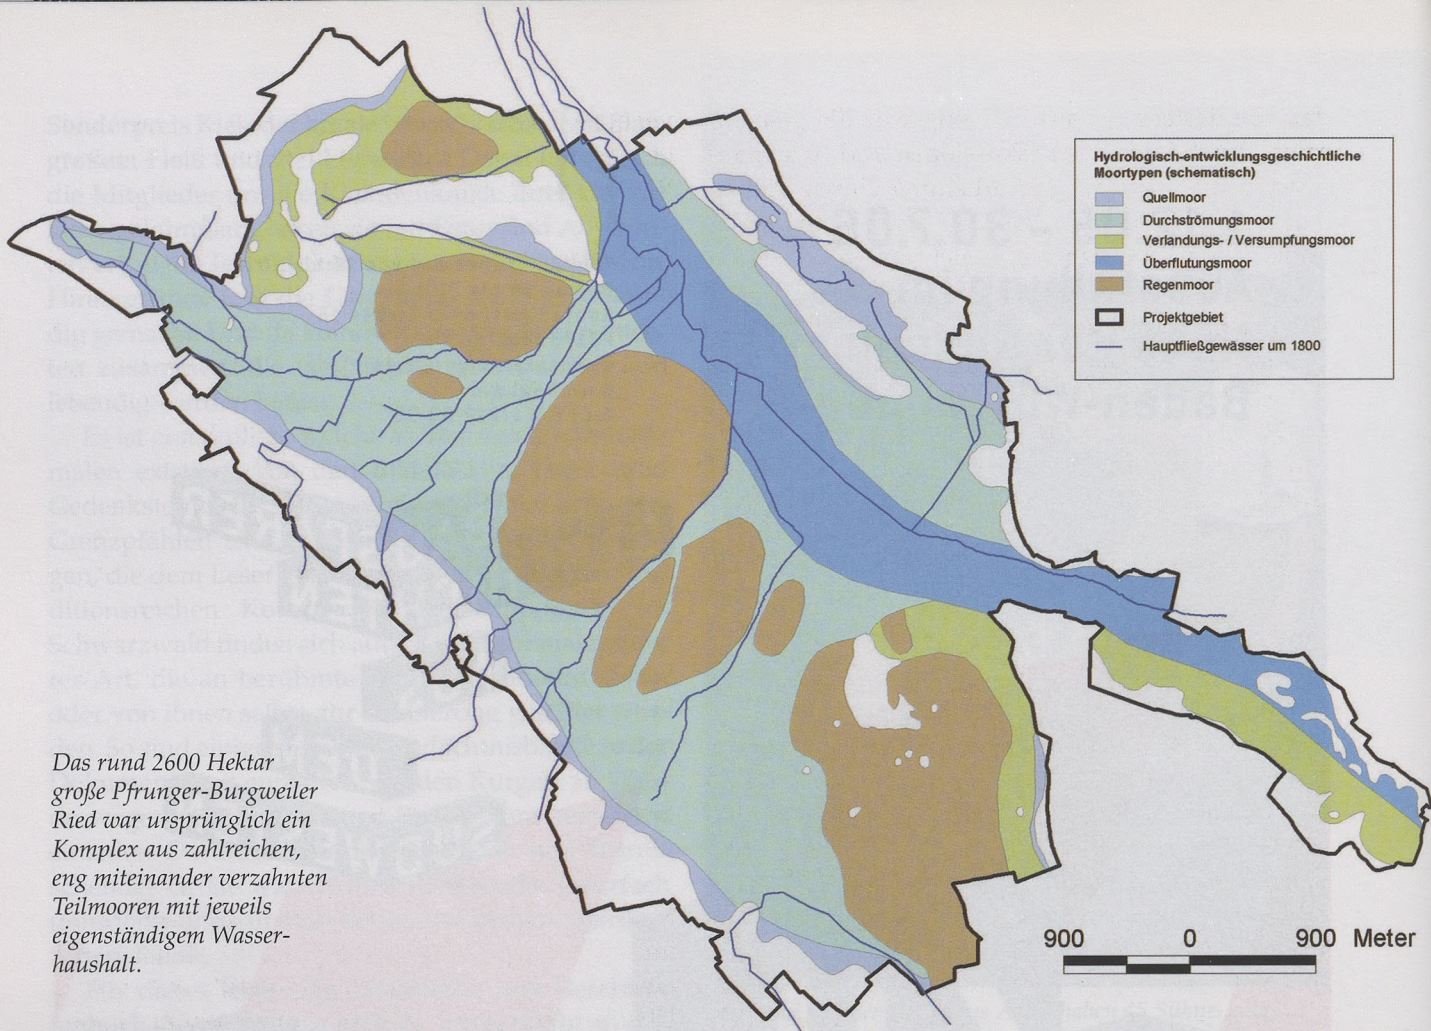 Hydrologisch-entwicklungsgeschichtliche
Moortypen (schematisch)
Quellmoor
Durchströmungsmoor
Verlandungs- / Versumpfungsmoor
Überflutungsmoor
Regenmoor
Projektgebiet
Hauptfließgewässer um 1800
Das rund 2600 Hektar
große Pfrunger-Burgweiler
Ried war ursprünglich ein
Komplex aus zahlreichen,
eng miteinander verzahnten
Teilmooren mit jeweils
eigenständigem Wasser-
haushalt.
900 0 900 Meter